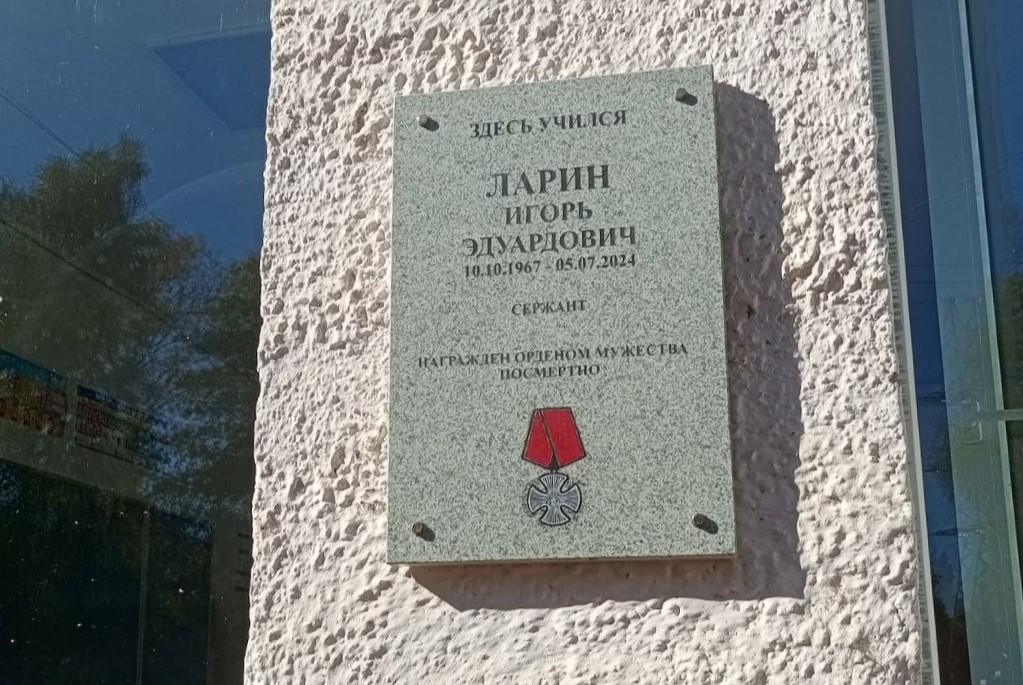 ЗДЕСЬ УЧИЛСЯ
ЛАРИН
ИГОРЬ
ЭДУАРДОВИЧ
10.10.1967 - 05.07.2024
СЕРЖАНТ
НАГРАЖДЕН ОРДЕНОМ МУЖЕСТВА
ПОСМЕРТНО